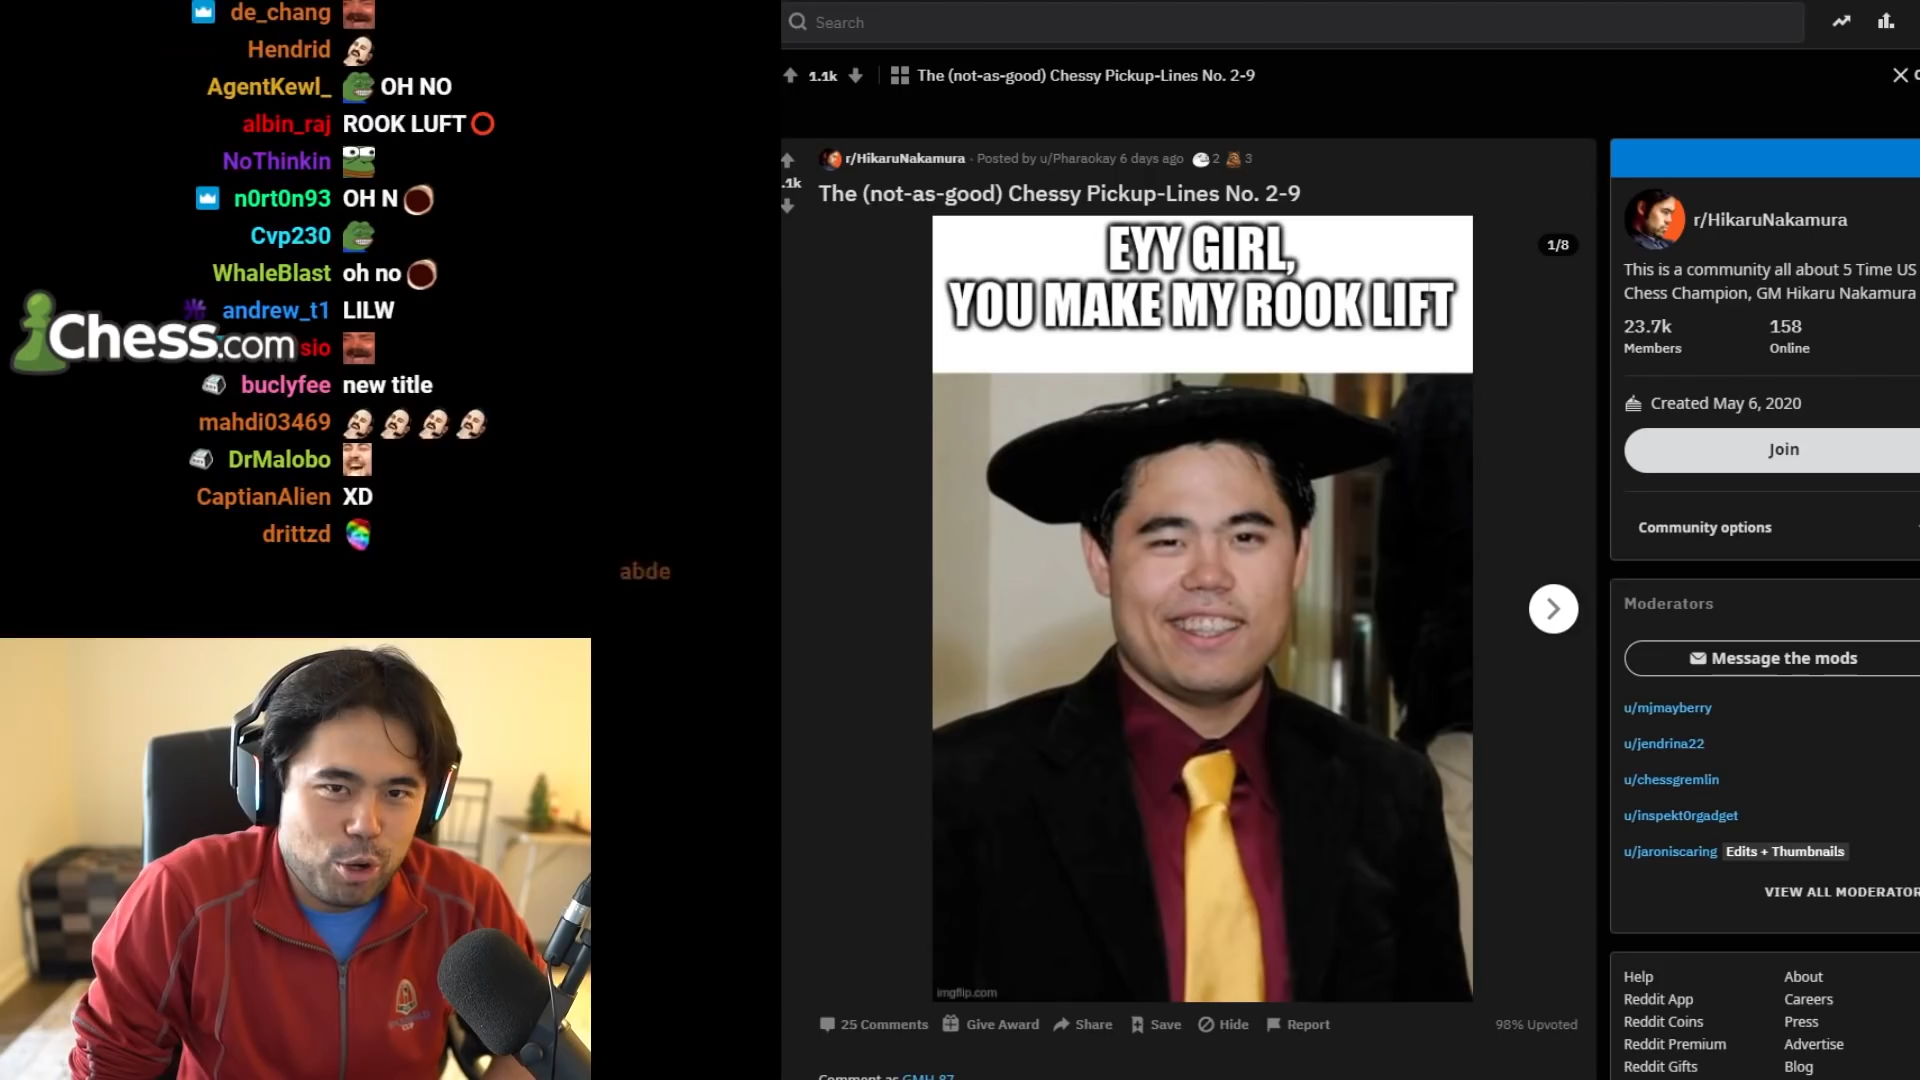 de_chang
Hendrid
AgentKewl_ OH NO
albin_raj ROOK LUFT
NoThinkin
n0rt0n93 OH N
Cvp230
WhaleBlast oh no
andrew_t1 LILW
Chess.com
sio
buclyfee new title
mahdi03469
DrMalobo
CaptianAlien XD
drittzd
abde
Search
1.1k The (not-as-good) Chessy Pickup-Lines No. 2-9
r/HikaruNakamura · Posted by u/Pharaokay 6 days ago 2 3
.1k
The (not-as-good) Chessy Pickup-Lines No. 2-9
EYY GIRL,
YOU MAKE MY ROOK LIFT
1/8
imgflip.com
25 Comments Give Award Share Save Hide Report 98% Upvoted
Comment as GMH-87
r/HikaruNakamura
This is a community all about 5 Time US
Chess Champion, GM Hikaru Nakamura
23.7k 158
Members Online
Created May 6, 2020
Join
Community options
Moderators
Message the mods
u/mjmayberry
u/jendrina22
u/chessgremlin
u/inspekt0rgadget
u/jaroniscaring Edits + Thumbnails
VIEW ALL MODERATOR
Help About
Reddit App Careers
Reddit Coins Press
Reddit Premium Advertise
Reddit Gifts Blog